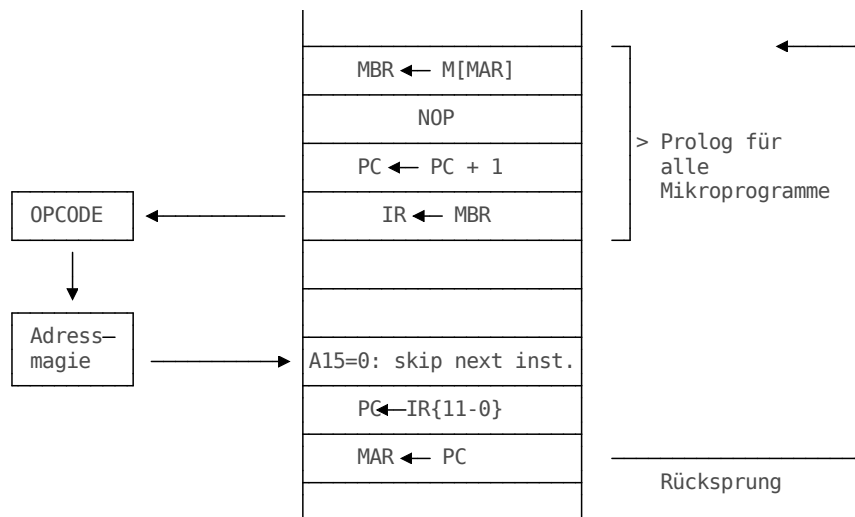 MBR ← M[MAR]
NOP
PC ← PC + 1
IR ← MBR
> Prolog für
alle
Mikroprogramme
OPCODE
Adress–
magie
A15=0: skip next inst.
PC←IR{11-0}
MAR ← PC
Rücksprung